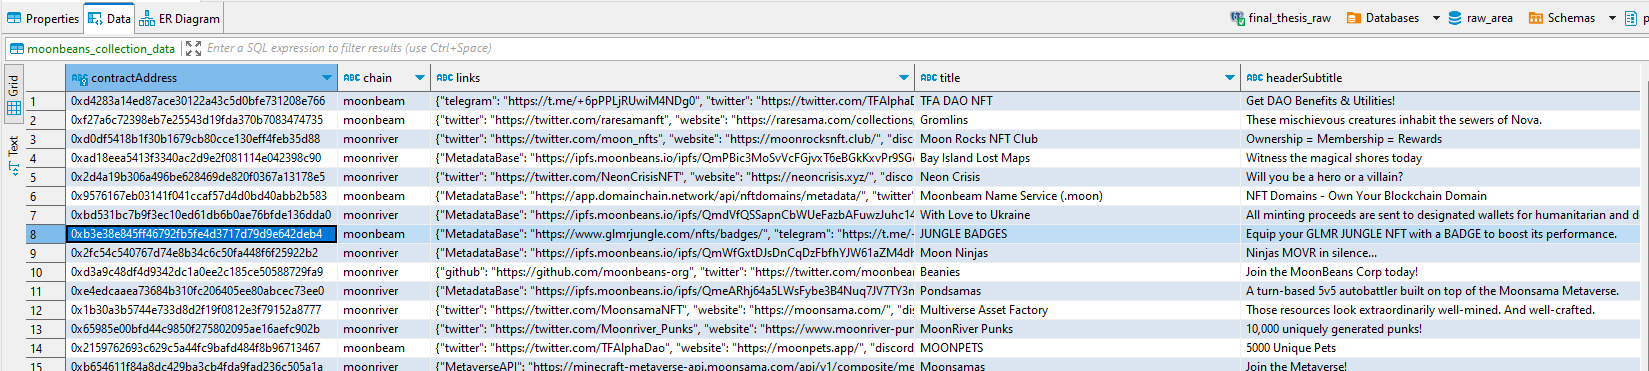 Properties Data ER Diagram final_thesis_raw Databases raw_area Schemas
moonbeans_collection_data Enter a SQL expression to filter results (use Ctrl+Space)
Grid
Text
ABC contractAddress ABC chain ABC links ABC title ABC headerSubtitle
1 0xd4283a14ed87ace30122a43c5d0bfe731208e766 moonbeam {"telegram": "https://t.me/+6pPPLjRUwiM4NDg0", "twitter": "https://twitter.com/TFAlphaD TFA DAO NFT Get DAO Benefits & Utilities!
2 0xf27a6c72398eb7e25543d19fda370b7083474735 moonbeam {"twitter": "https://twitter.com/raresamanft", "website": "https://raresama.com/collections, Gromlins These mischievous creatures inhabit the sewers of Nova.
3 0xd0df5418b1f30b1679cb80cce130eff4feb35d88 moonriver {"twitter": "https://twitter.com/moon_nfts", "website": "https://moonrocksnft.club/", "disc Moon Rocks NFT Club Ownership = Membership = Rewards
4 0xad18eea5413f3340ac2d9e2f081114e042398c90 moonriver {"MetadataBase": "https://ipfs.moonbeans.io/ipfs/QmPBic3MoSvVcFGjvxT6eBGkKxvPr9SG Bay Island Lost Maps Witness the magical shores today
5 0x2d4a19b306a496be628469de820f0367a13178e5 moonriver {"twitter": "https://twitter.com/NeonCrisisNFT", "website": "https://neoncrisis.xyz/", "disco Neon Crisis Will you be a hero or a villain?
6 0x9576167eb03141f041ccaf57d4d0bd40abb2b583 moonbeam {"MetadataBase": "https://app.domainchain.network/api/nftdomains/metadata/", "twitter" Moonbeam Name Service (.moon) NFT Domains - Own Your Blockchain Domain
7 0xbd531bc7b9f3ec10ed61db6b0ae76bfde136dda0 moonriver {"MetadataBase": "https://ipfs.moonbeans.io/ipfs/QmdVfQSSapnCbWUeFazbAFuwzJuhc14 With Love to Ukraine All minting proceeds are sent to designated wallets for humanitarian and d
8 0xb3e38e845ff46792fb5fe4d3717d79d9e642deb4 moonbeam {"MetadataBase": "https://www.glmrjungle.com/nfts/badges/", "telegram": "https://t.me/- JUNGLE BADGES Equip your GLMR JUNGLE NFT with a BADGE to boost its performance.
9 0x2fc54c540767d74e8b34c6c50fa448f6f25922b2 moonriver {"MetadataBase": "https://ipfs.moonbeans.io/ipfs/QmWfGxtDJsDnCqDzFbfhYJW61aZM4dh Moon Ninjas Ninjas MOVR in silence...
10 0xd3a9c48df4d9342dc1a0ee2c185ce50588729fa9 moonriver {"github": "https://github.com/moonbeans-org", "twitter": "https://twitter.com/moonbea Beanies Join the MoonBeans Corp today!
11 0xe4edcaaea73684b310fc206405ee80abcec73ee0 moonriver {"MetadataBase": "https://ipfs.moonbeans.io/ipfs/QmeARhj64a5LWsFybe3B4Nuq7JV7TY3r Pondsamas A turn-based 5v5 autobattler built on top of the Moonsama Metaverse.
12 0x1b30a3b5744e733d8d2f19f0812e3f79152a8777 moonriver {"twitter": "https://twitter.com/MoonsamaNFT", "website": "https://moonsama.com/", "dis Multiverse Asset Factory Those resources look extraordinarily well-mined. And well-crafted.
13 0x65985e00bfd44c9850f275802095ae16aefc902b moonriver {"twitter": "https://twitter.com/Moonriver_Punks", "website": "https://www.moonriver-pun MoonRiver Punks 10,000 uniquely generated punks!
14 0x2159762693c629c5a44fc9bafd484f8b96713467 moonbeam {"twitter": "https://twitter.com/TFAlphaDao", "website": "https://moonpets.app/", "discord MOONPETS 5000 Unique Pets
15 0xb654611f84a8dc429ba3cb4fda9fad236c505a1a moonriver {"MetaverseAPI": "https://minecraft-metaverse-api.moonsama.com/api/v1/composite/me Moonsamas Join the Metaverse!